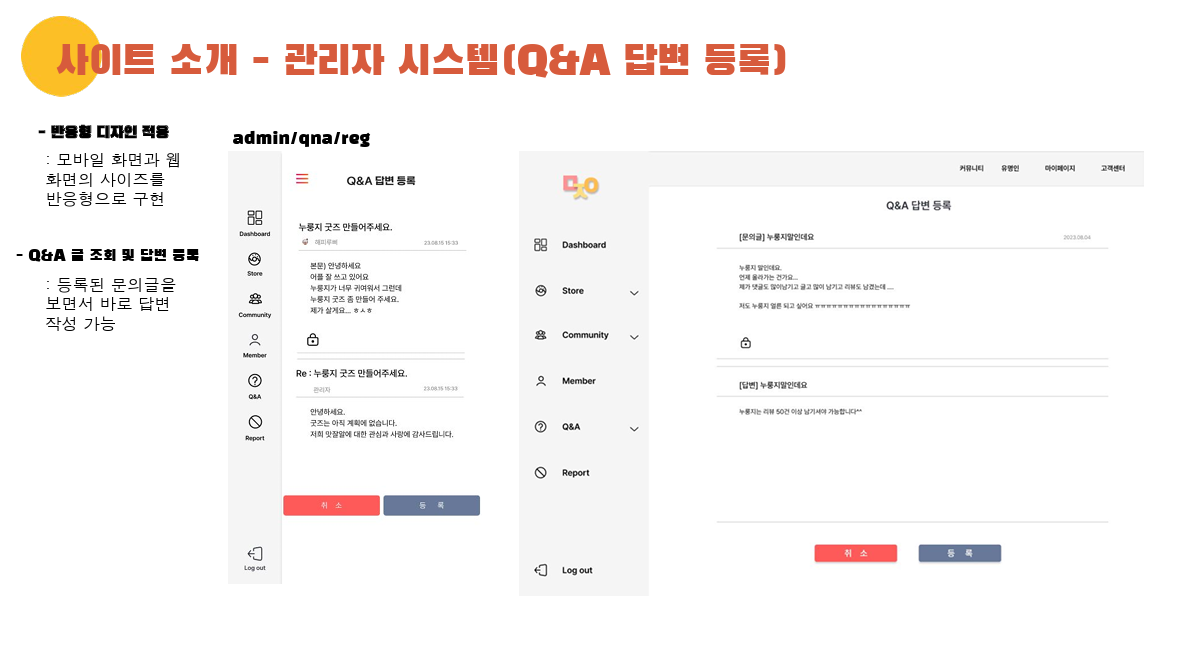 사이트 소개 - 관리자 시스템(Q&A 답변 등록)
- 반응형 디자인 적용
: 모바일 화면과 웹
화면의 사이즈를
반응형으로 구현
- Q&A 글 조회 및 답변 등록
: 등록된 문의글을
보면서 바로 답변
작성 가능
admin/qna/reg
Q&A 답변 등록
Dashboard
Store
Community
Member
Q&A
Report
Log out
누룽지 굿즈 만들어주세요.
해피루삐
23.08.15 15:33
본문) 안녕하세요
어플 잘 쓰고 있어요
누룽지가 너무 귀여워서 그런데
누룽지 굿즈 좀 만들어 주세요.
제가 살게요... ㅎㅅㅎ
Re : 누룽지 굿즈 만들어주세요.
관리자
23.08.15 15:33
안녕하세요.
굿즈는 아직 계획에 없습니다.
저희 맛잘알에 대한 관심과 사랑에 감사드립니다.
취 소
등 록
커뮤니티 유명인 마이페이지 고객센터
Dashboard
Store
Community
Member
Q&A
Report
Log out
Q&A 답변 등록
[문의글] 누룽지말인데요
2023.08.04
누룽지 말인데요.
언제 올라가는 건가요...
제가 댓글도 많이남기고 글고 많이 남기고 리뷰도 남겼는데 ....
저도 누룽지 얼른 되고 싶어요
[답변] 누룽지말인데요
누룽지는 리뷰 50건 이상 남기셔야 가능합니다^^
취 소
등 록